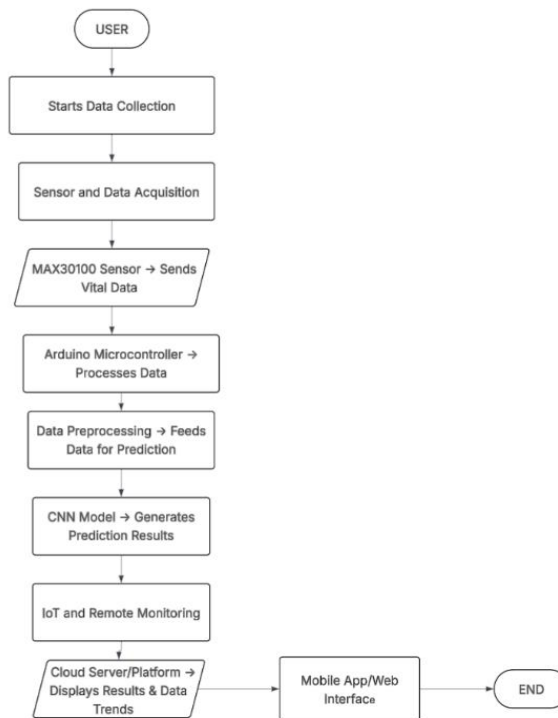 USER
Starts Data Collection
Sensor and Data Acquisition
MAX30100 Sensor → Sends
Vital Data
Arduino Microcontroller →
Processes Data
Data Preprocessing → Feeds
Data for Prediction
CNN Model → Generates
Prediction Results
IoT and Remote Monitoring
Cloud Server/Platform →
Displays Results & Data
Trends
Mobile App/Web
Interface
END